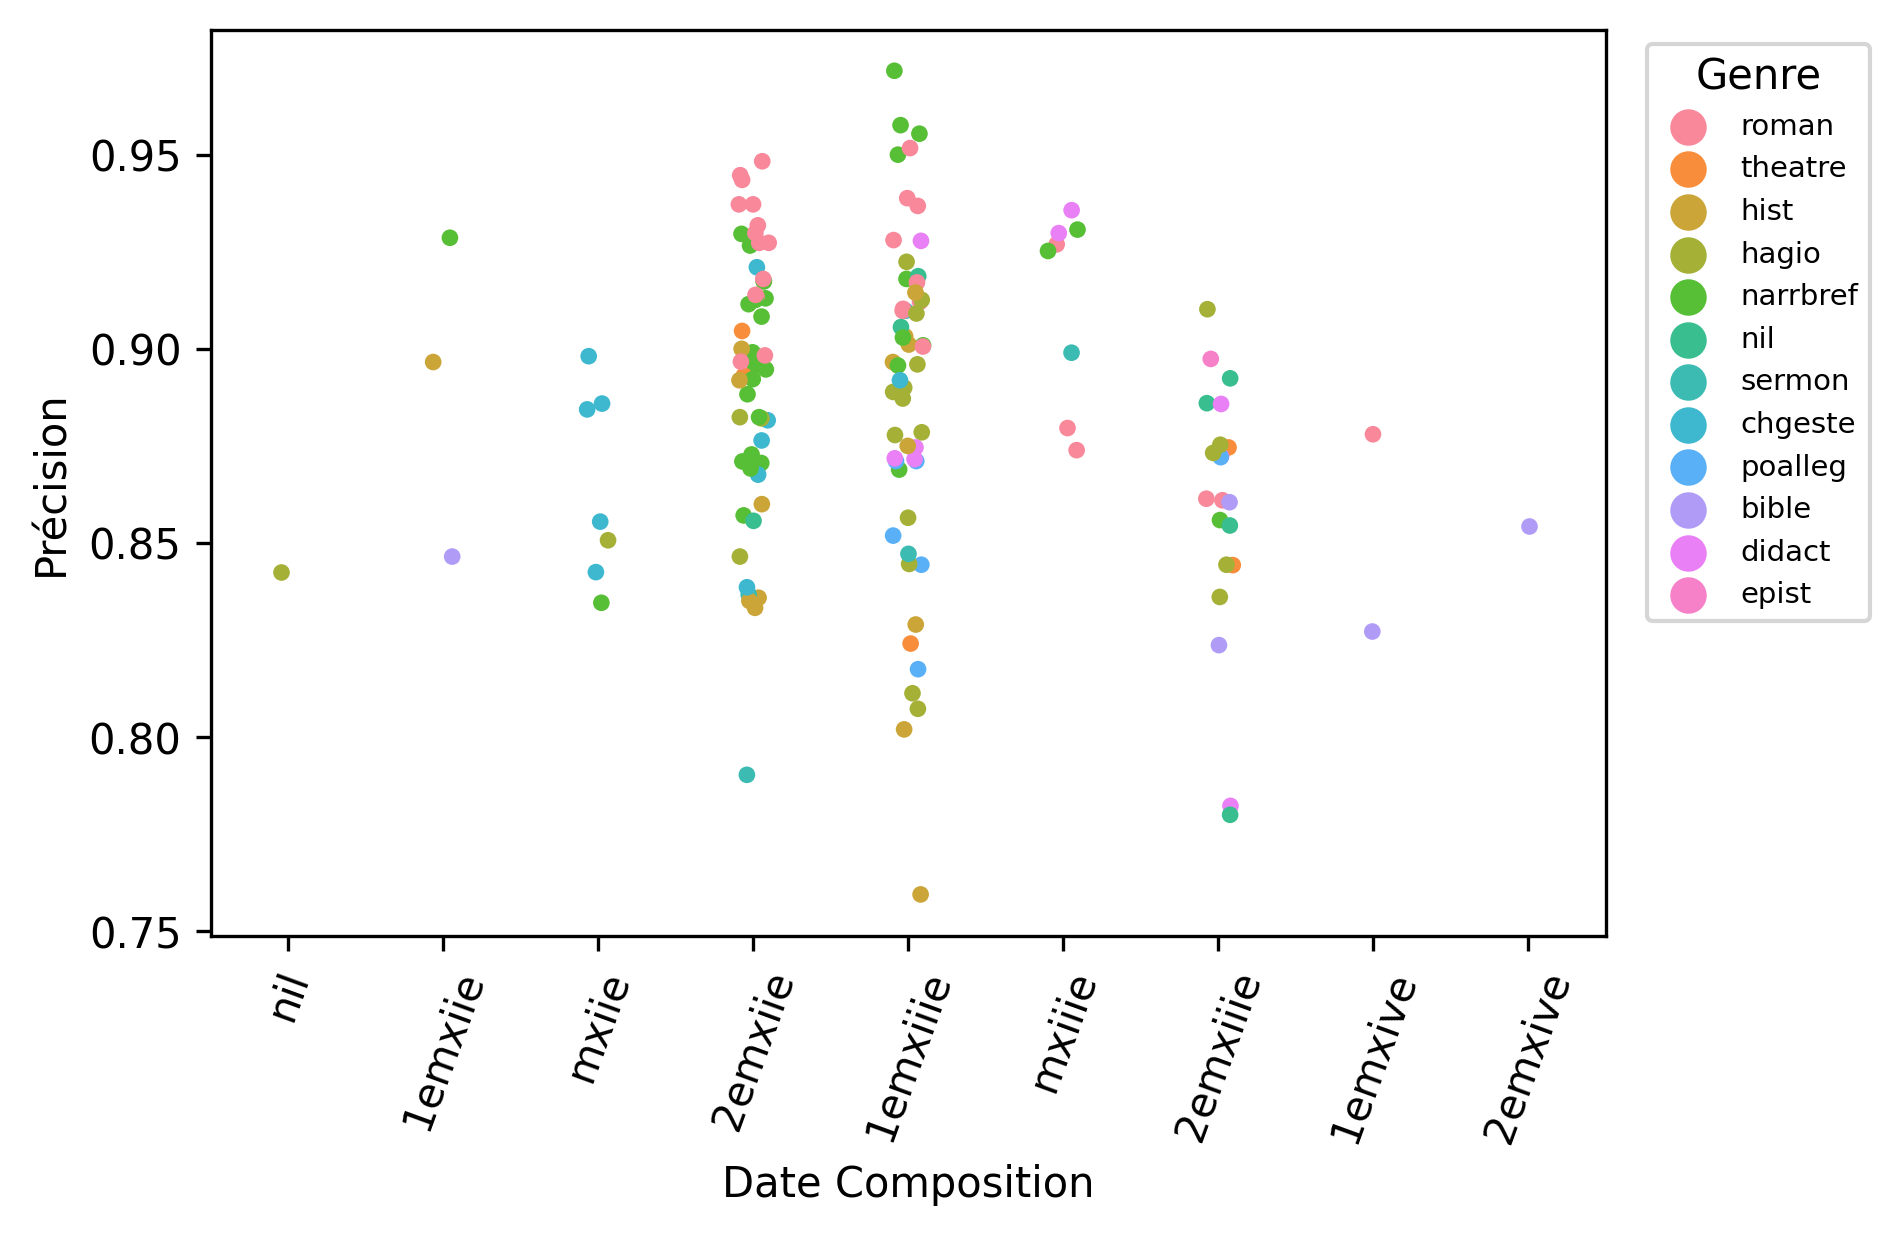 Genre
roman
theatre
hist
hagio
narrbref
nil
sermon
chgeste
poalleg
bible
didact
epist
Précision
0.95
0.90
0.85
0.80
0.75
nil
1emxiie
mxiie
2emxiie
1emxiiie
mxiiie
2emxiiie
1emxive
2emxive
Date Composition